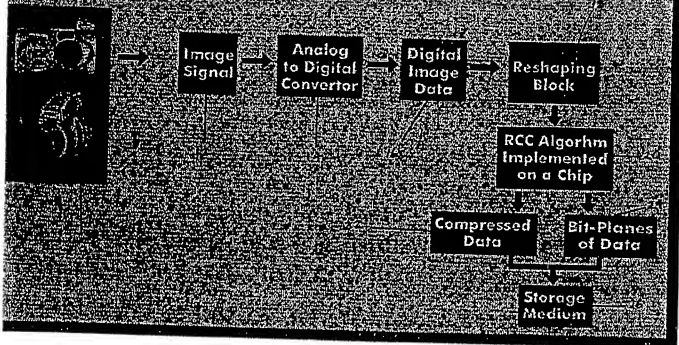 Image
Signal
Analog
to Digital
Convertor
Digital
Image
Data
Reshaping
Block
RCC Algorhm
Implemented
on a Chip
Compressed
Data
Bit-Planes
of Data
Storage
Medium